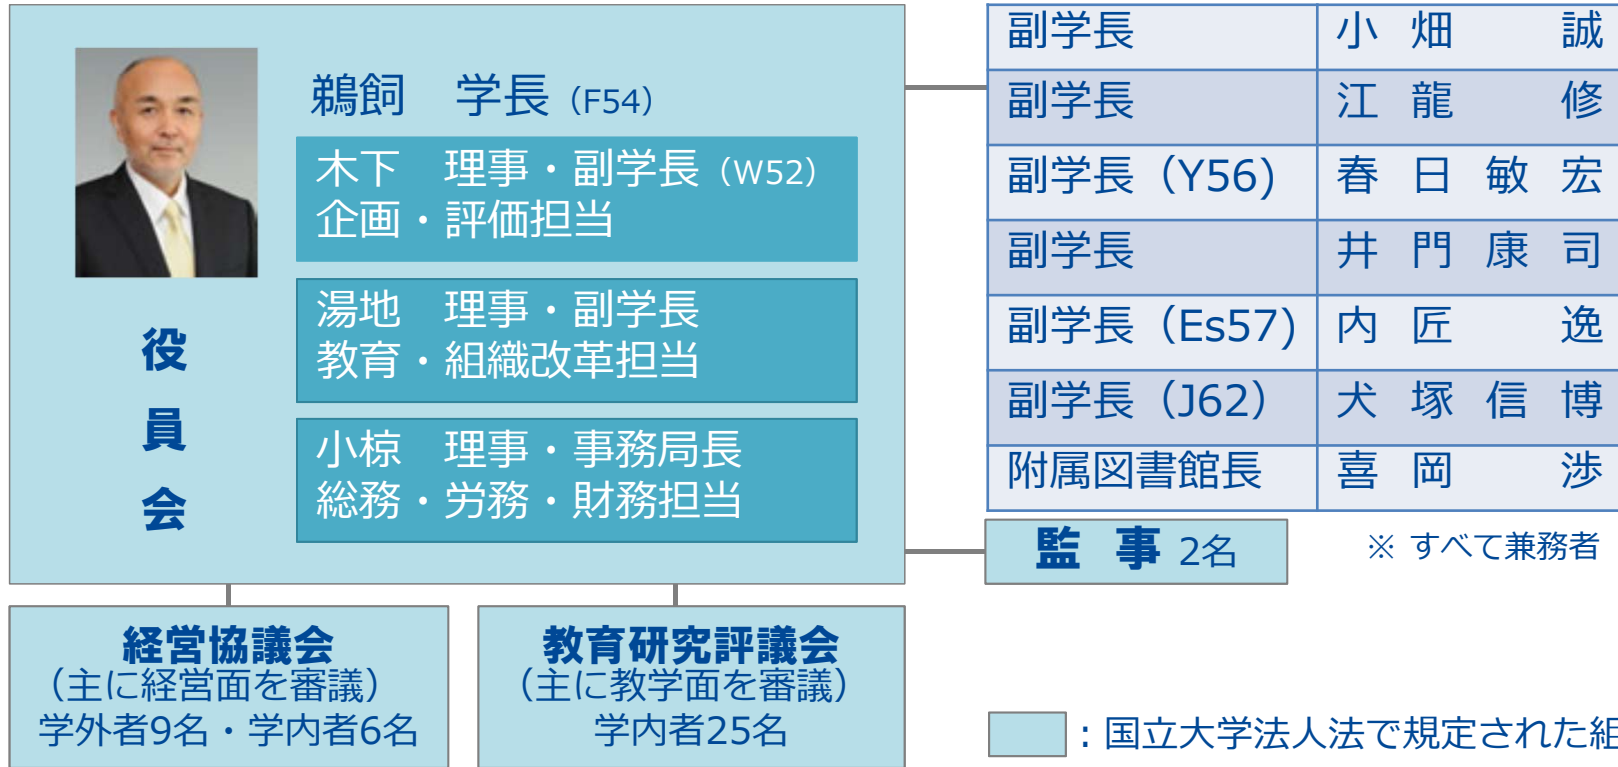 鵜飼 学長（F54）
木下 理事・副学長（W52）
企画・評価担当
湯地 理事・副学長
教育・組織改革担当
小椋 理事・事務局長
総務・労務・財務担当
役員会
副学長 小畑 誠
副学長 江龍 修
副学長（Y56) 春日敏宏
副学長 井門康司
副学長（Es57) 内匠 逸
副学長（J62） 犬塚信博
附属図書館長 喜岡 渉
監事 2名
※ すべて兼務者
経営協議会
（主に経営面を審議）
学外者9名・学内者6名
教育研究評議会
（主に教学面を審議）
学内者25名
：国立大学法人法で規定された組